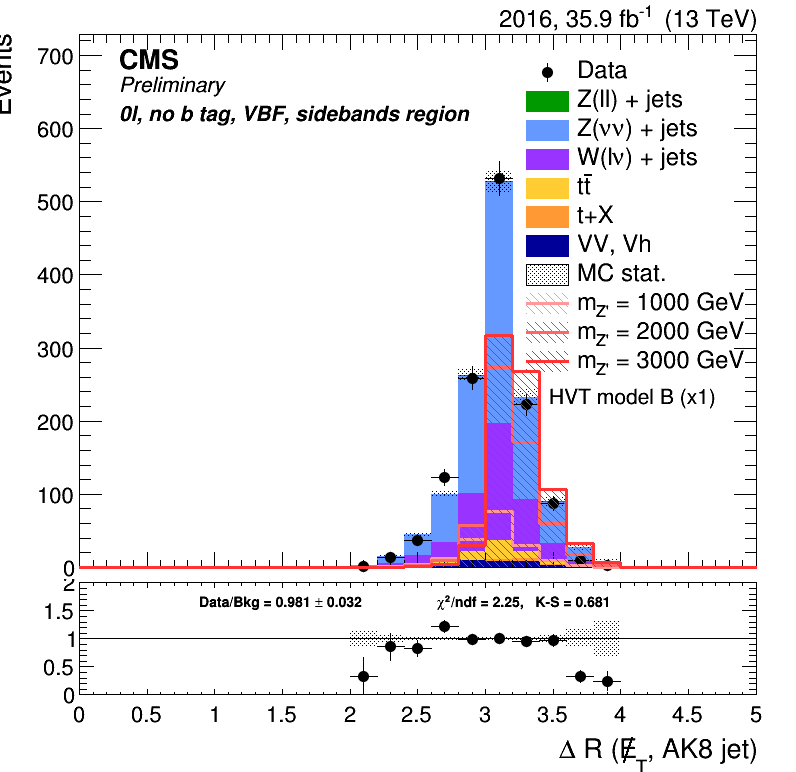 2016, 35.9 fb⁻¹ (13 TeV)
Events
CMS
Preliminary
0l, no b tag, VBF, sidebands region
Data
Z(ll) + jets
Z(νν) + jets
W(lν) + jets
tt̄
t+X
VV, Vh
MC stat.
m_Z' = 1000 GeV
m_Z' = 2000 GeV
m_Z' = 3000 GeV
HVT model B (x1)
700
600
500
400
300
200
100
0
Data/Bkg = 0.981 ± 0.032
χ²/ndf = 2.25, K-S = 0.681
2
1.5
1
0.5
0
0 0.5 1 1.5 2 2.5 3 3.5 4 4.5 5
Δ R (E̸_T, AK8 jet)